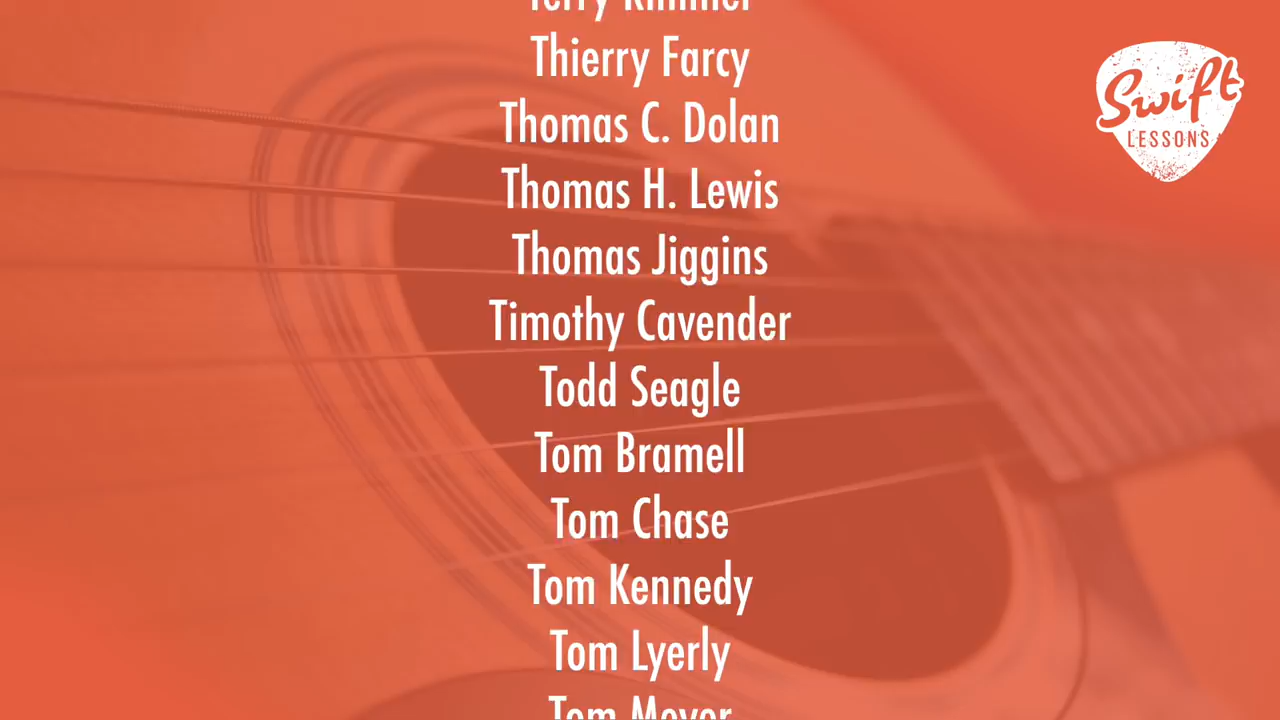 Thierry Farcy
Thomas C. Dolan
Thomas H. Lewis
Thomas Jiggins
Timothy Cavender
Todd Seagle
Tom Bramell
Tom Chase
Tom Kennedy
Tom Lyerly
Tom
Swift
LESSONS